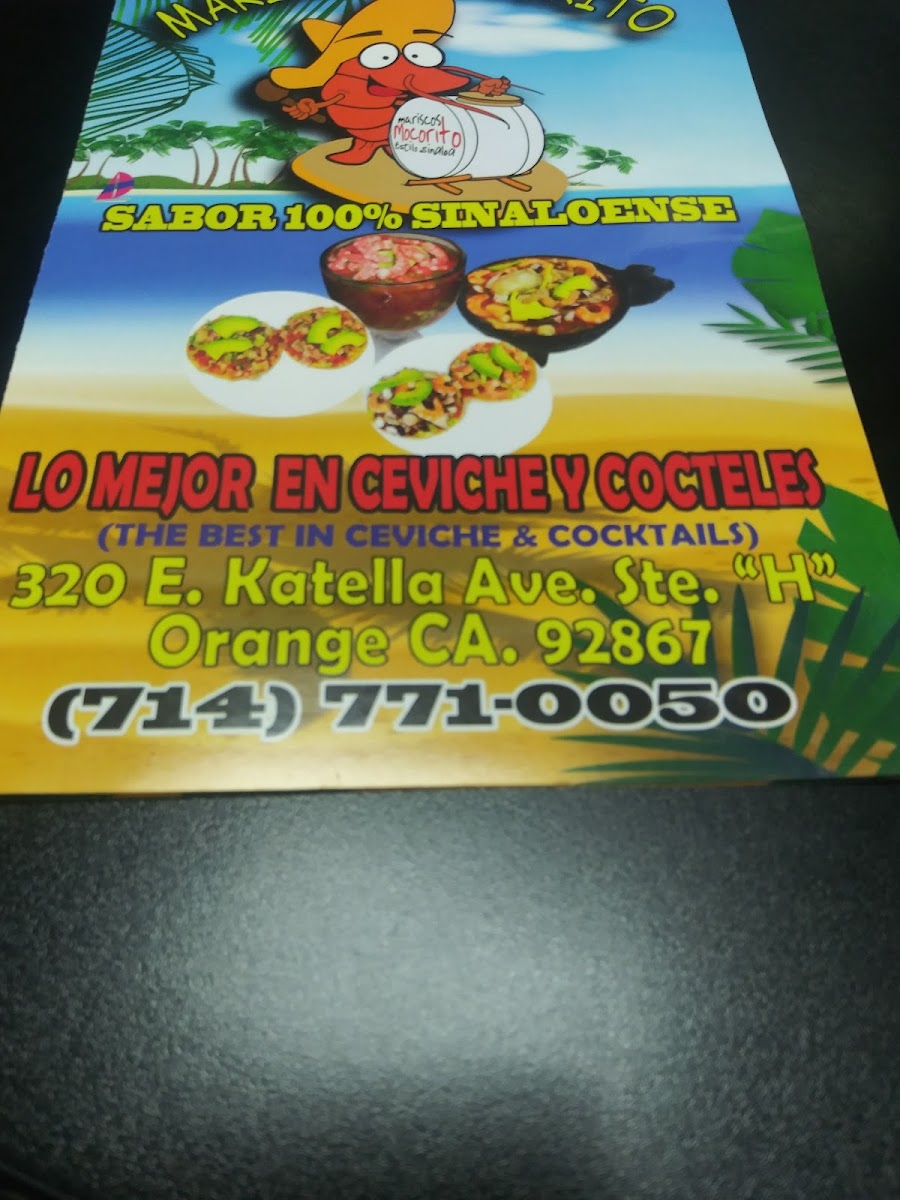 mariscos
Mocorito
Estilo sinaloa
SABOR 100% SINALOENSE
LO MEJOR EN CEVICHE Y COCTELES
(THE BEST IN CEVICHE & COCKTAILS)
320 E. Katella Ave. Ste. “H”
Orange CA. 92867
(714) 771-0050